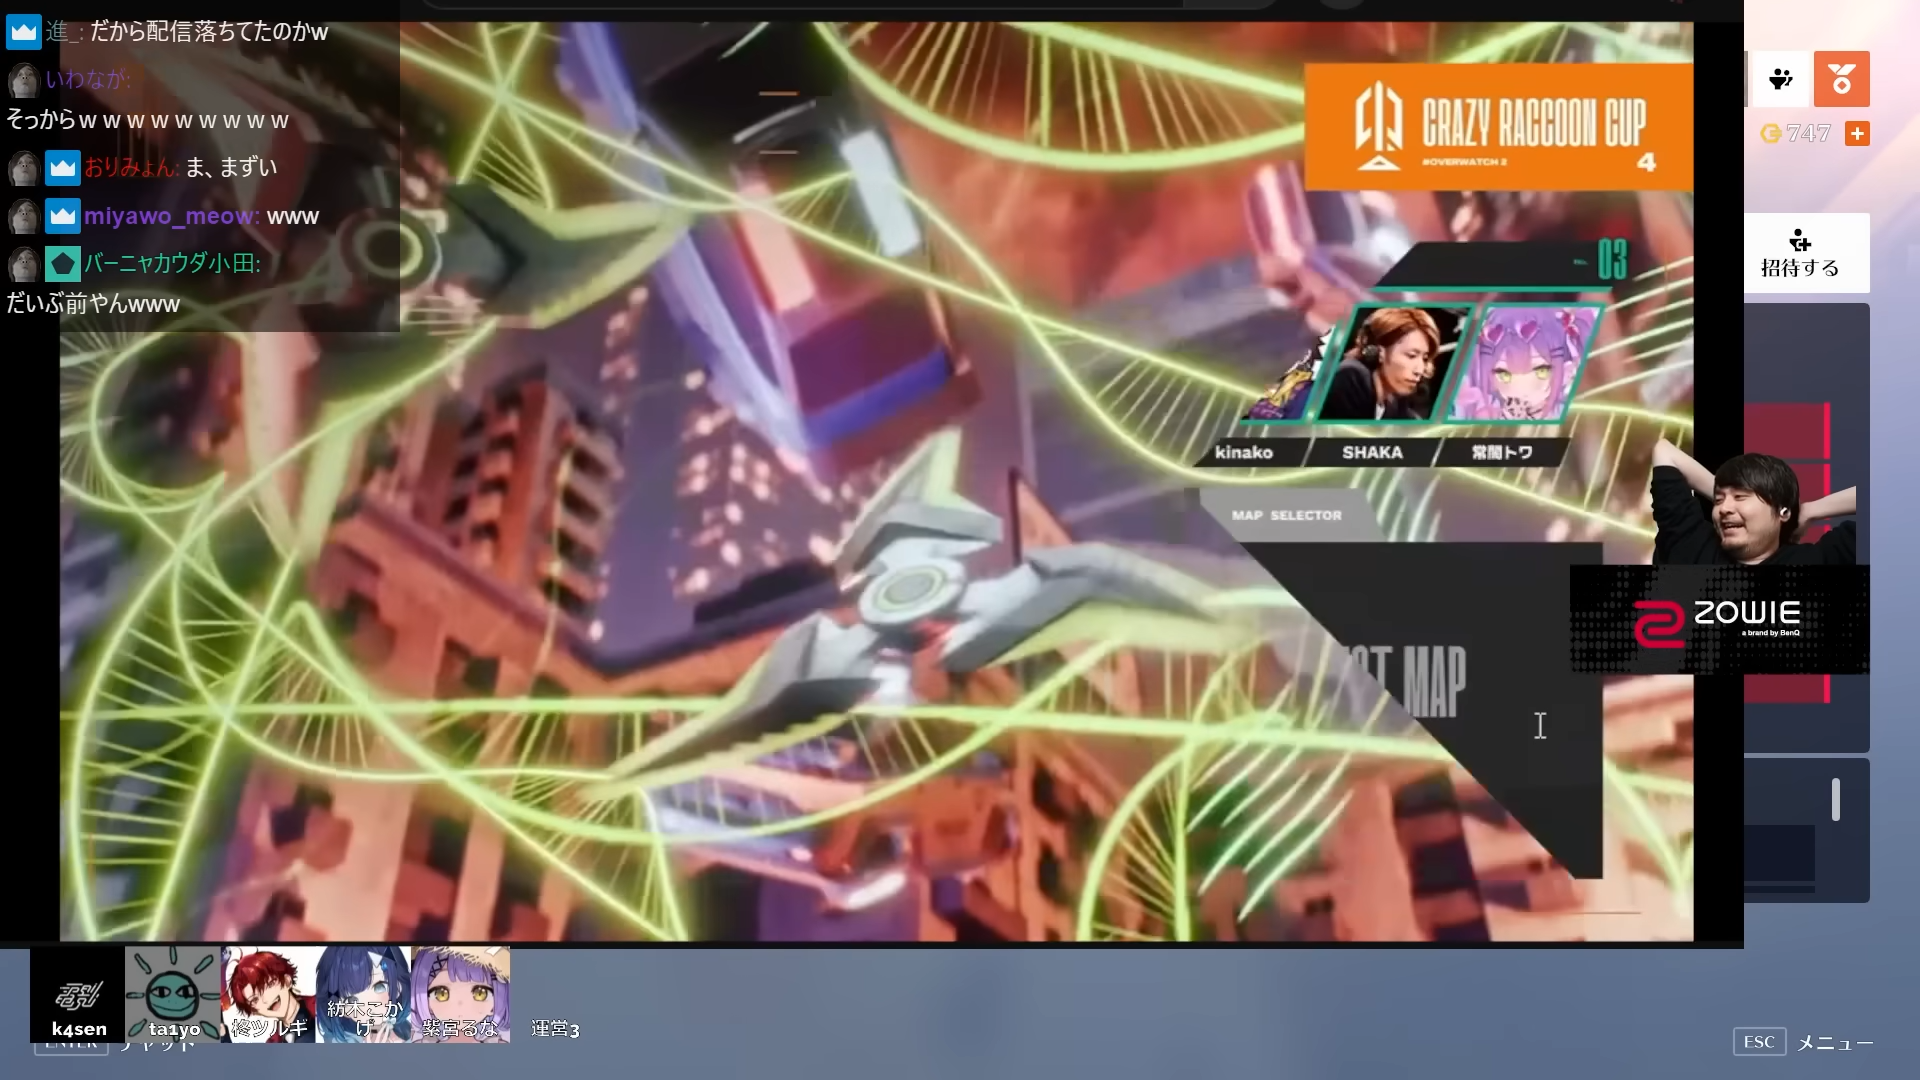 進_: だから配信落ちてたのかw
いわなが:
そっからｗｗｗｗｗｗｗｗｗ
おりみょん: ま、まずい
miyawo_meow: www
バーニャカウダ小田:
だいぶ前やんwww
CRAZY RACCOON CUP
#OVERWATCH 2
4
747
招待する
03
kinako
SHAKA
常闇トワ
MAP SELECTOR
MAP
ZOWIE
a brand by BenQ
k4sen
ta1yo
柊ツルギ
紡木こか
げ
紫宮るな
運営3
ENTER チャット
ESC メニュー